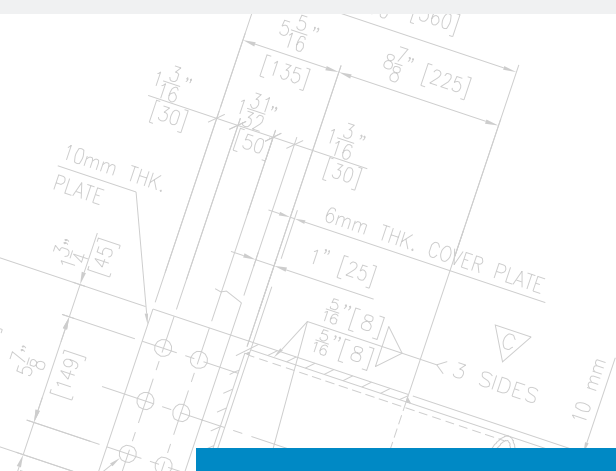 [360]
5 5/16"
[135]
8 7/8" [225]
1 3/16"
[30]
1 31/32"
[50]
1 3/16"
[30]
10mm THK.
PLATE
6mm THK. COVER PLATE
1 3/4"
[45]
1" [25]
5/16" [8]
5/16" [8]
C
3 SIDES
5 7/8"
[149]
10 mm